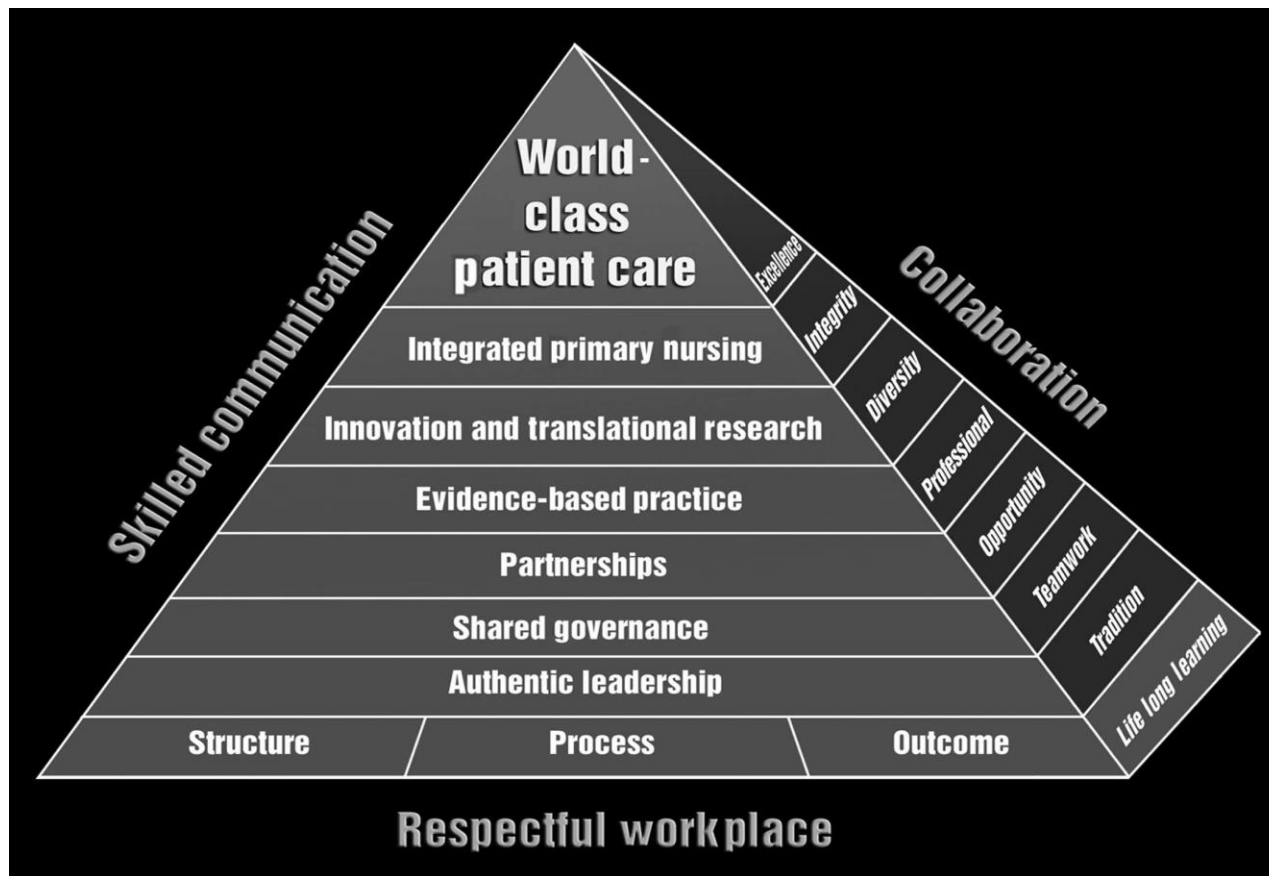 World-
class
patient care
Integrated primary nursing
Innovation and translational research
Evidence-based practice
Partnerships
Shared governance
Authentic leadership
Structure
Process
Outcome
Excellence
Integrity
Diversity
Professional
Opportunity
Teamwork
Tradition
Life long learning
Skilled communication
Collaboration
Respectful workplace